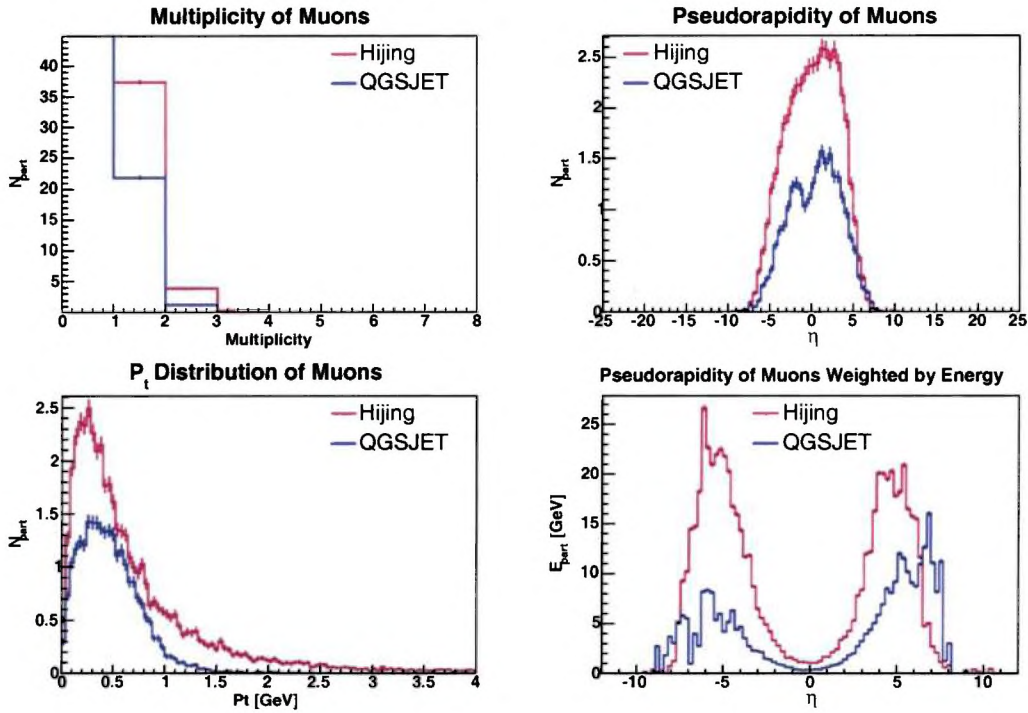 Multiplicity of Muons
N_part
40
35
30
25
20
15
10
5
Hijing
QGSJET
0 1 2 3 4 5 6 7 8
Multiplicity
Pseudorapidity of Muons
N_part
2.5
2
1.5
1
0.5
0
Hijing
QGSJET
-25 -20 -15 -10 -5 0 5 10 15 20 25
η
P_t Distribution of Muons
N_part
2.5
2
1.5
1
0.5
0
Hijing
QGSJET
0 0.5 1 1.5 2 2.5 3 3.5 4
Pt [GeV]
Pseudorapidity of Muons Weighted by Energy
E_part [GeV]
25
20
15
10
5
0
Hijing
QGSJET
-10 -5 0 5 10
η